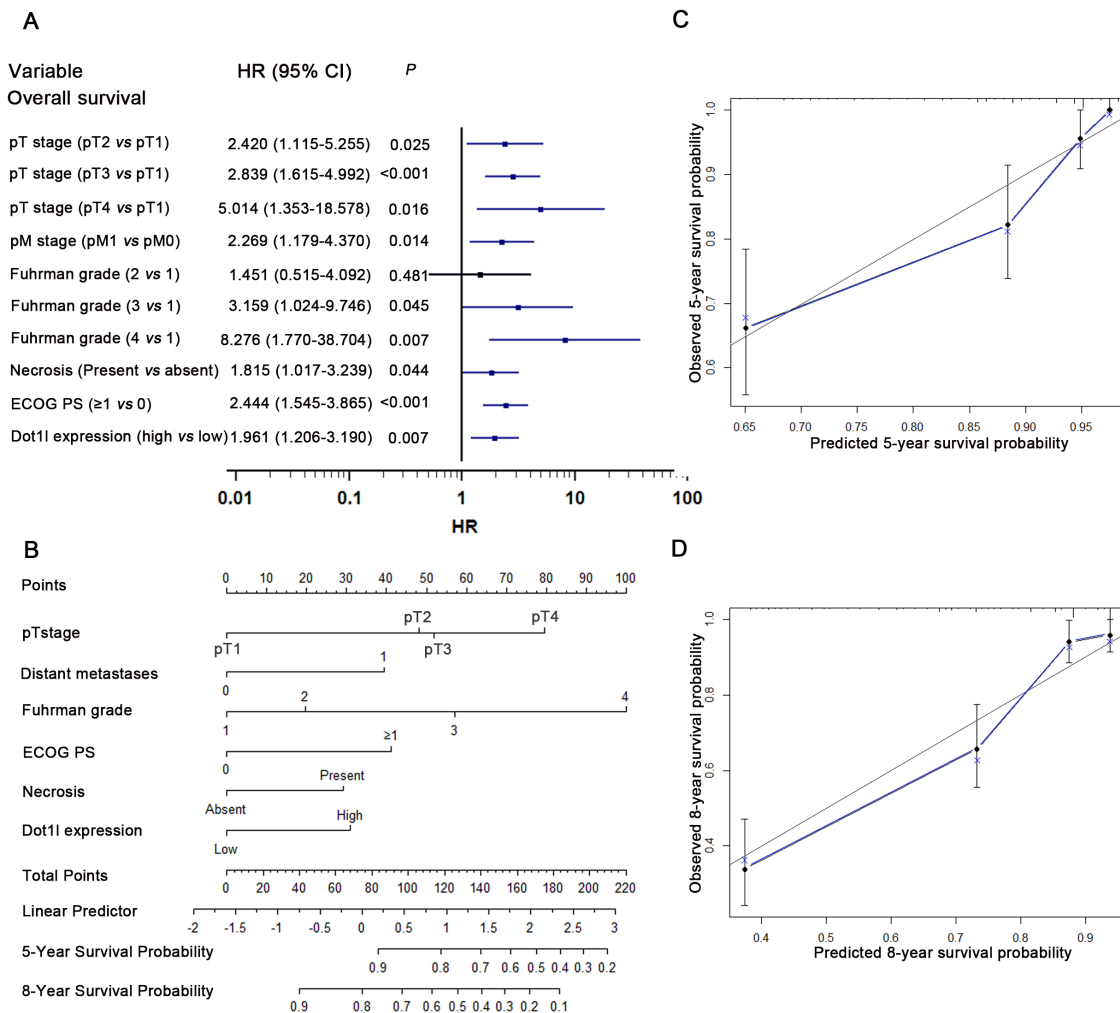 A
Variable HR (95% CI) P
Overall survival
pT stage (pT2 vs pT1) 2.420 (1.115-5.255) 0.025
pT stage (pT3 vs pT1) 2.839 (1.615-4.992) <0.001
pT stage (pT4 vs pT1) 5.014 (1.353-18.578) 0.016
pM stage (pM1 vs pM0) 2.269 (1.179-4.370) 0.014
Fuhrman grade (2 vs 1) 1.451 (0.515-4.092) 0.481
Fuhrman grade (3 vs 1) 3.159 (1.024-9.746) 0.045
Fuhrman grade (4 vs 1) 8.276 (1.770-38.704) 0.007
Necrosis (Present vs absent) 1.815 (1.017-3.239) 0.044
ECOG PS (≥1 vs 0) 2.444 (1.545-3.865) <0.001
Dot1l expression (high vs low) 1.961 (1.206-3.190) 0.007
0.01 0.1 1 10 100
HR
B
Points 0 10 20 30 40 50 60 70 80 90 100
pT2 pT4
pTstage
pT1 pT3
1
Distant metastases
0
2 4
Fuhrman grade
1 3
≥1
ECOG PS
0
Present
Necrosis
Absent
High
Dot1l expression
Low
Total Points
0 20 40 60 80 100 120 140 160 180 200 220
Linear Predictor
-2 -1.5 -1 -0.5 0 0.5 1 1.5 2 2.5 3
5-Year Survival Probability
0.9 0.8 0.7 0.6 0.5 0.4 0.3 0.2
8-Year Survival Probability
0.9 0.8 0.7 0.6 0.5 0.4 0.3 0.2 0.1
C
Observed 5-year survival probability
1.0
0.9
0.8
0.7
0.6
0.65 0.70 0.75 0.80 0.85 0.90 0.95
Predicted 5-year survival probability
D
Observed 8-year survival probability
1.0
0.8
0.6
0.4
0.4 0.5 0.6 0.7 0.8 0.9
Predicted 8-year survival probability